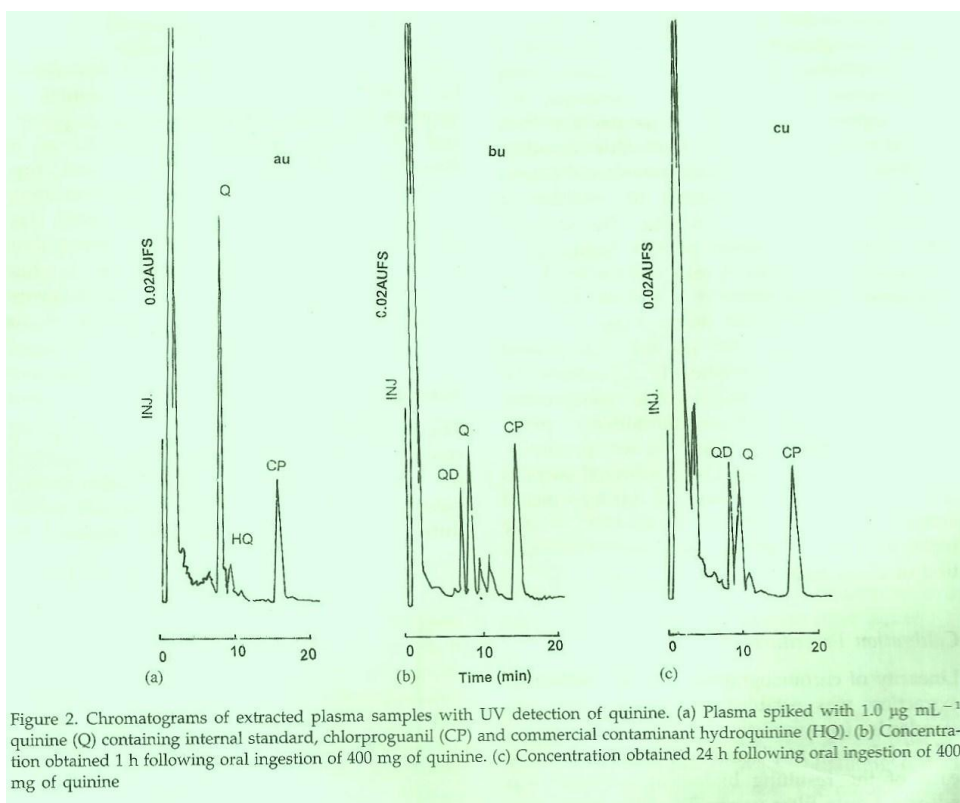 au
Q
0.02AUFS
INJ.
HQ
CP
0 10 20
(a)
bu
0.02AUFS
INJ
QD
Q
CP
0 10 20
(b) Time (min)
cu
0.02AUFS
INJ.
QD Q
CP
0 10 20
(c)
Figure 2. Chromatograms of extracted plasma samples with UV detection of quinine. (a) Plasma spiked with 1.0 µg mL⁻¹
quinine (Q) containing internal standard, chlorproguanil (CP) and commercial contaminant hydroquinine (HQ). (b) Concentra-
tion obtained 1 h following oral ingestion of 400 mg of quinine. (c) Concentration obtained 24 h following oral ingestion of 400
mg of quinine